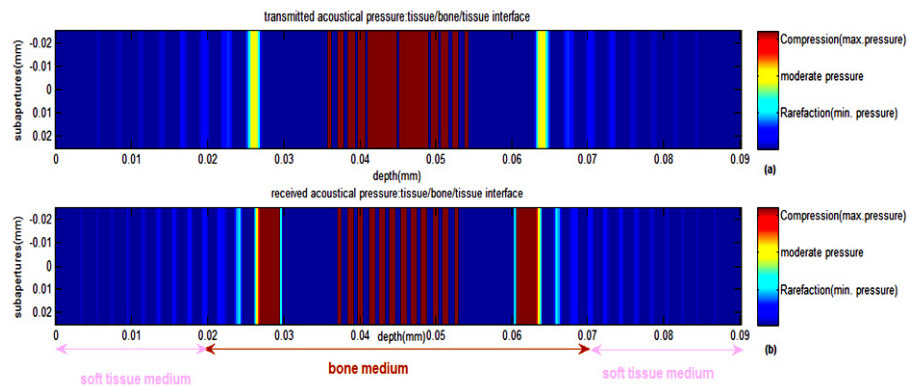 transmitted acoustical pressure:tissue/bone/tissue interface
subapertures(mm)
-0.02
-0.01
0
0.01
0.02
0 0.01 0.02 0.03 0.04 0.05 0.06 0.07 0.08 0.09
depth(mm)
Compression(max.pressure)
moderate pressure
Rarefaction(min. pressure)
(a)
received acoustical pressure:tissue/bone/tissue interface
subapertures(mm)
-0.02
-0.01
0
0.01
0.02
0 0.01 0.02 0.03 0.04 0.05 0.06 0.07 0.08 0.09
depth(mm)
Compression(max.pressure)
moderate pressure
Rarefaction(min. pressure)
(b)
soft tissue medium
bone medium
soft tissue medium